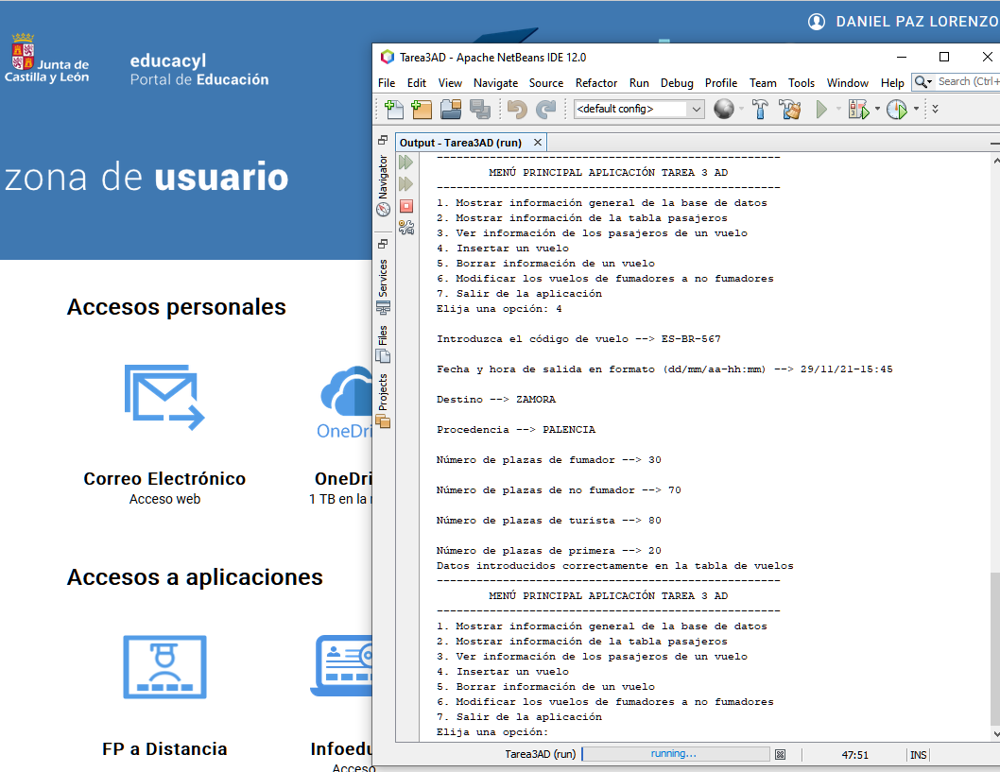 DANIEL PAZ LORENZO
Junta de
Castilla y León
educacyl
Portal de Educación
zona de usuario
Accesos personales
Correo Electrónico
Acceso web
OneDri
OneDri
1 TB en la
Accesos a aplicaciones
FP a Distancia
Infoedu
Acceso
Tarea3AD - Apache NetBeans IDE 12.0
File Edit View Navigate Source Refactor Run Debug Profile Team Tools Window Help
Search (Ctrl+
<default config>
Output - Tarea3AD (run)
Navigator
Services
Files
Projects
----------------------------------------------------
MENÚ PRINCIPAL APLICACIÓN TAREA 3 AD
----------------------------------------------------
1. Mostrar información general de la base de datos
2. Mostrar información de la tabla pasajeros
3. Ver información de los pasajeros de un vuelo
4. Insertar un vuelo
5. Borrar información de un vuelo
6. Modificar los vuelos de fumadores a no fumadores
7. Salir de la aplicación
Elija una opción: 4
Introduzca el código de vuelo --> ES-BR-567
Fecha y hora de salida en formato (dd/mm/aa-hh:mm) --> 29/11/21-15:45
Destino --> ZAMORA
Procedencia --> PALENCIA
Número de plazas de fumador --> 30
Número de plazas de no fumador --> 70
Número de plazas de turista --> 80
Número de plazas de primera --> 20
Datos introducidos correctamente en la tabla de vuelos
----------------------------------------------------
MENÚ PRINCIPAL APLICACIÓN TAREA 3 AD
----------------------------------------------------
1. Mostrar información general de la base de datos
2. Mostrar información de la tabla pasajeros
3. Ver información de los pasajeros de un vuelo
4. Insertar un vuelo
5. Borrar información de un vuelo
6. Modificar los vuelos de fumadores a no fumadores
7. Salir de la aplicación
Elija una opción:
Tarea3AD (run)
running...
47:51
INS